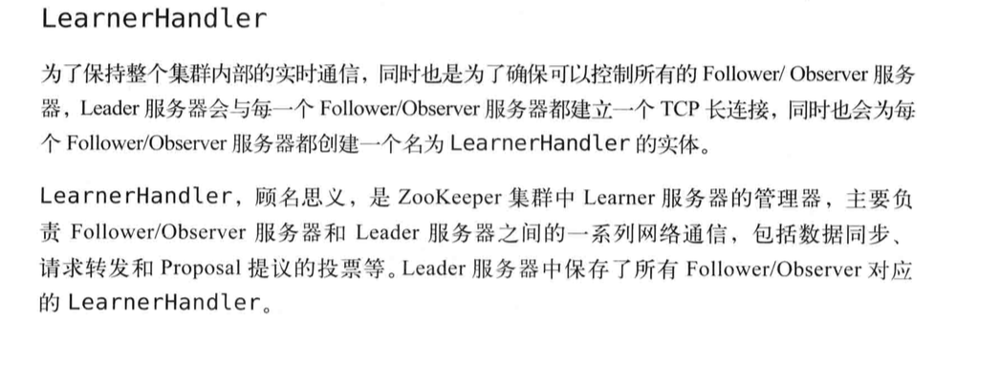 LearnerHandler
为了保持整个集群内部的实时通信，同时也是为了确保可以控制所有的 Follower/ Observer 服务
器，Leader 服务器会与每一个 Follower/Observer 服务器都建立一个 TCP 长连接，同时也会为每
个 Follower/Observer 服务器都创建一个名为 LearnerHandler 的实体。
LearnerHandler，顾名思义，是 ZooKeeper 集群中 Learner 服务器的管理器，主要负
责 Follower/Observer 服务器和 Leader 服务器之间的一系列网络通信，包括数据同步、
请求转发和 Proposal 提议的投票等。Leader 服务器中保存了所有 Follower/Observer 对应
的 LearnerHandler。